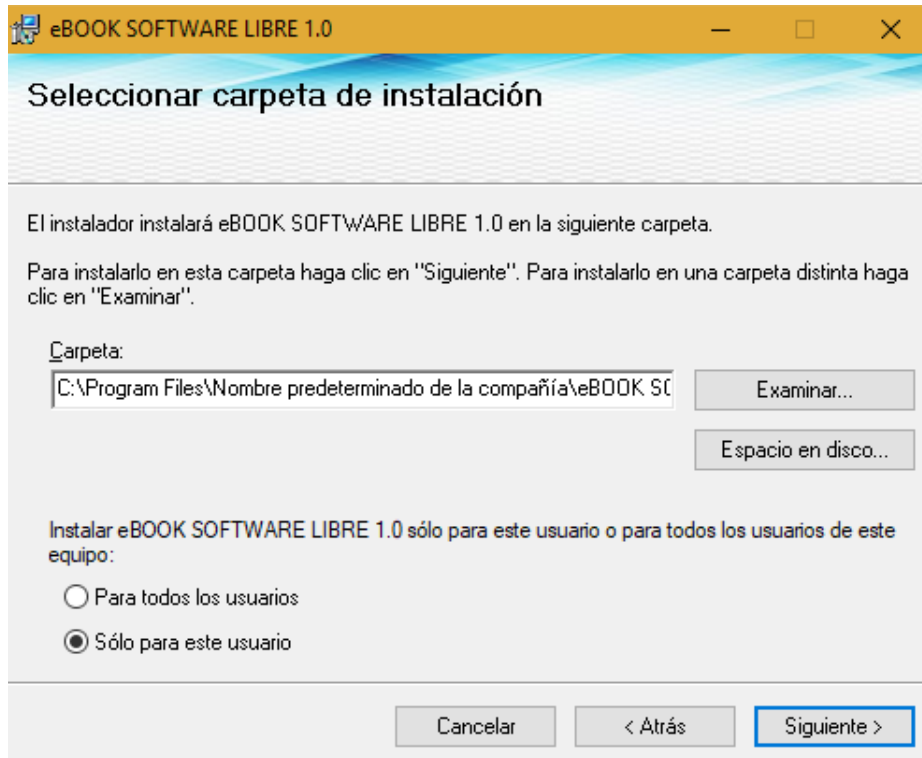 eBOOK SOFTWARE LIBRE 1.0
Seleccionar carpeta de instalación
El instalador instalará eBOOK SOFTWARE LIBRE 1.0 en la siguiente carpeta.
Para instalarlo en esta carpeta haga clic en "Siguiente". Para instalarlo en una carpeta distinta haga
clic en "Examinar".
Carpeta:
C:\Program Files\Nombre predeterminado de la compañía\eBOOK SO
Examinar...
Espacio en disco...
Instalar eBOOK SOFTWARE LIBRE 1.0 sólo para este usuario o para todos los usuarios de este
equipo:
Para todos los usuarios
Sólo para este usuario
Cancelar
< Atrás
Siguiente >